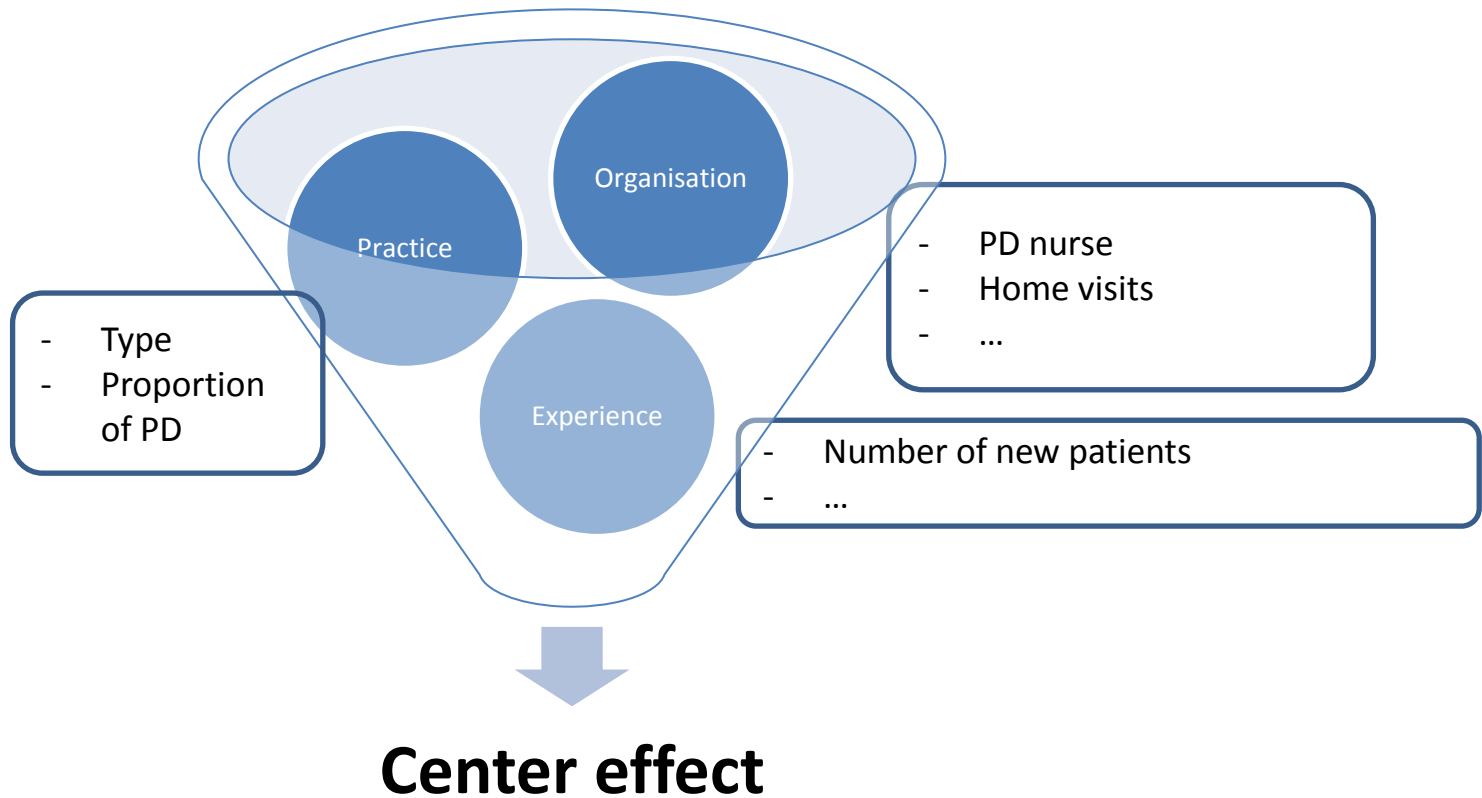 Organisation
Practice
Experience
- Type
- Proportion
of PD
- PD nurse
- Home visits
- …
- Number of new patients
- …
Center effect